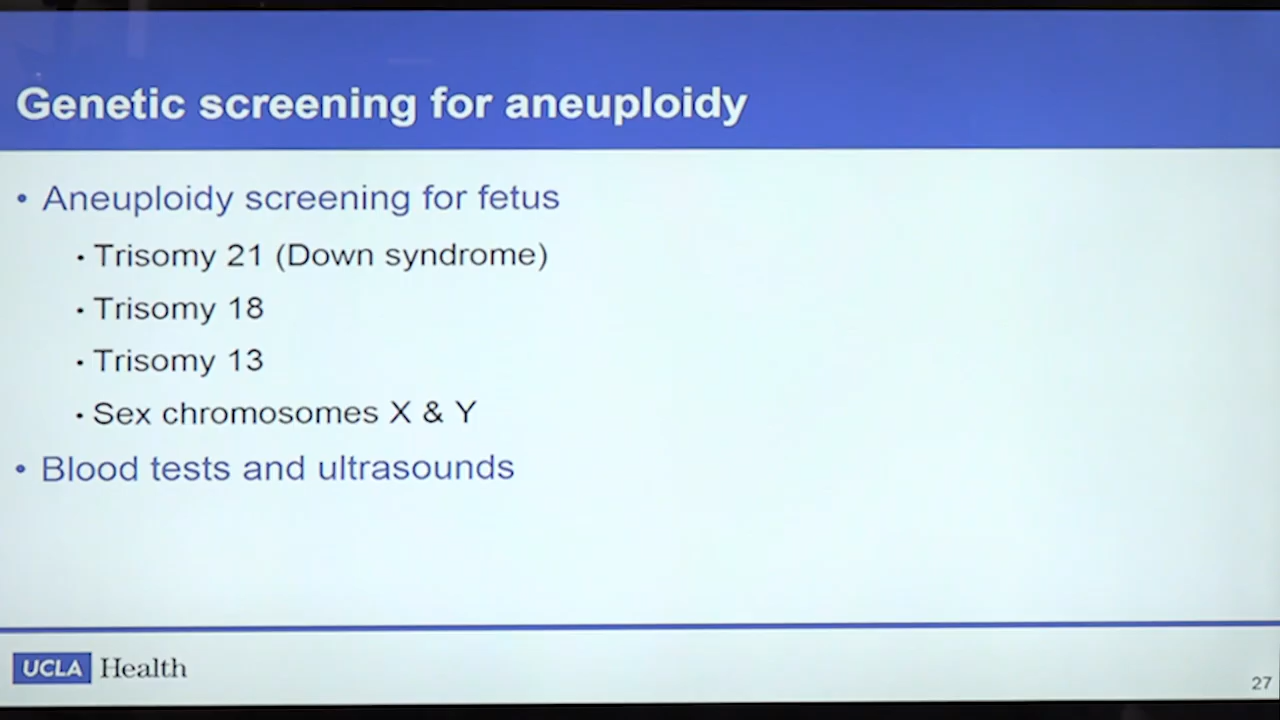 Genetic screening for aneuploidy
• Aneuploidy screening for fetus
• Trisomy 21 (Down syndrome)
• Trisomy 18
• Trisomy 13
• Sex chromosomes X & Y
• Blood tests and ultrasounds
UCLA Health
27